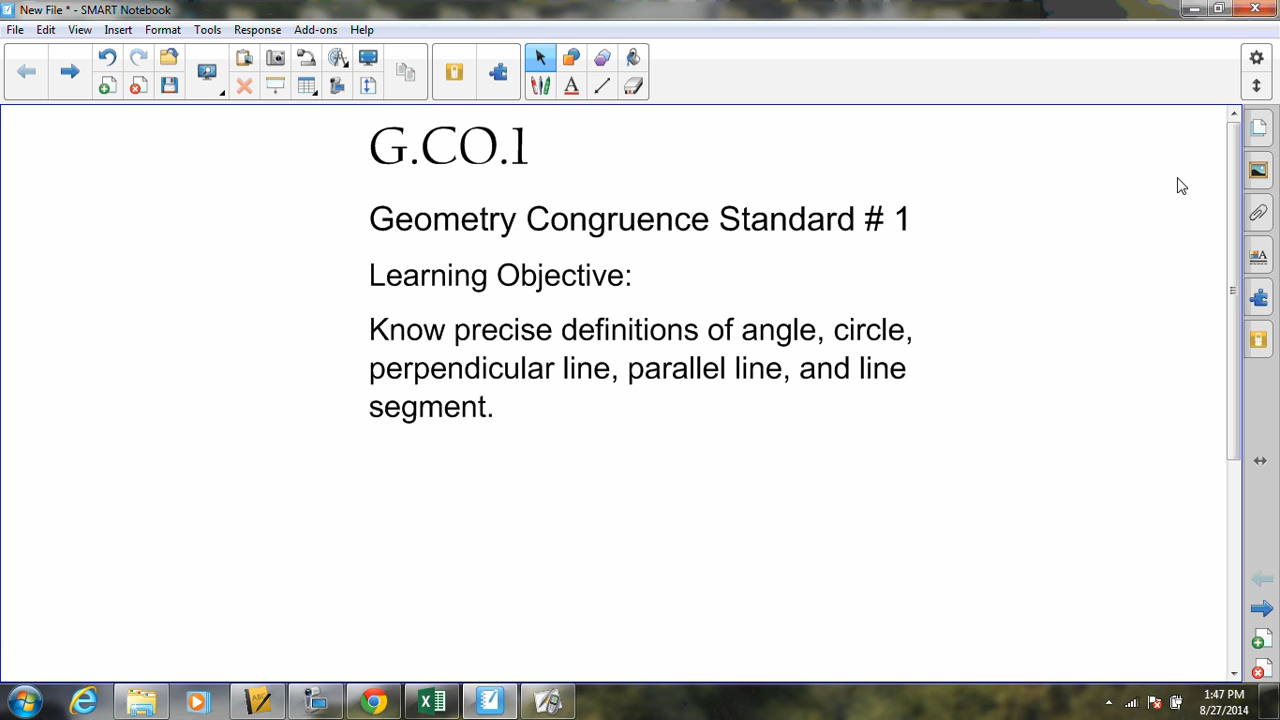 New File * - SMART Notebook
File Edit View Insert Format Tools Response Add-ons Help
G.CO.1
Geometry Congruence Standard # 1
Learning Objective:
Know precise definitions of angle, circle,
perpendicular line, parallel line, and line
segment.
1:47 PM
8/27/2014